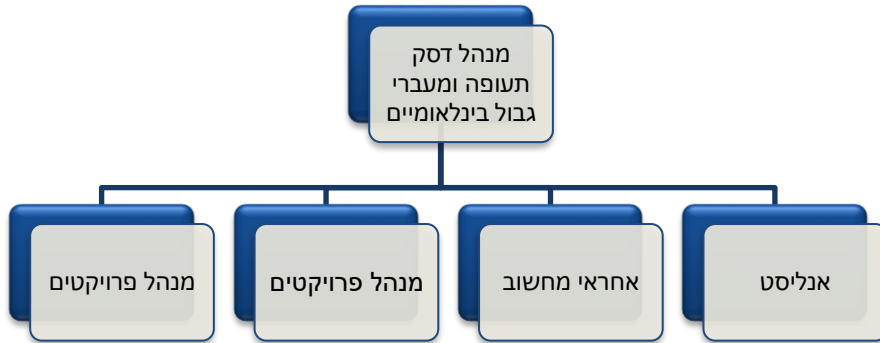 מנהל דסק
תעופה ומעברי
גבול בינלאומיים
אנליסט
אחראי מחשוב
מנהל פרויקטים
מנהל פרויקטים